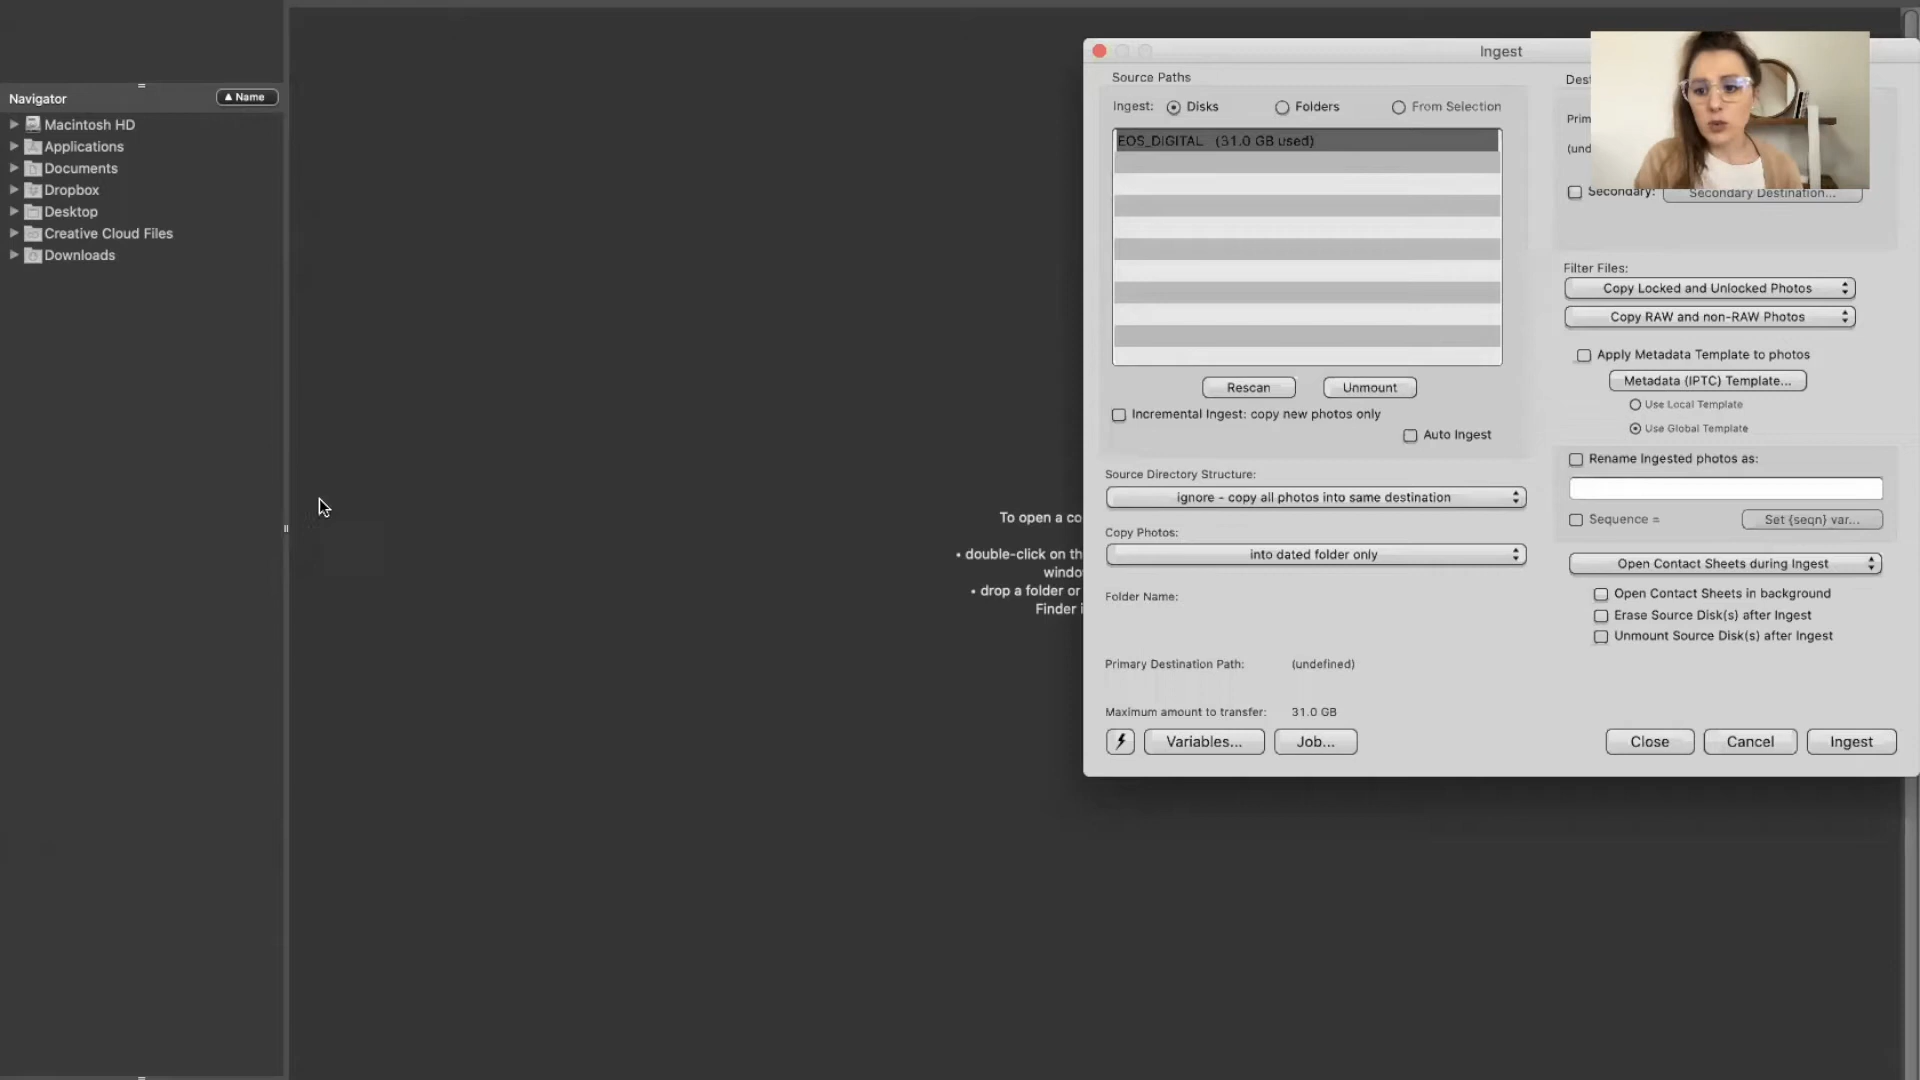 Navigator
▲ Name
Macintosh HD
Applications
Documents
Dropbox
Desktop
Creative Cloud Files
Downloads
To open a co
• double-click on th
windo
• drop a folder or
Finder i
Ingest
Source Paths
Ingest:
Disks
Folders
From Selection
EOS_DIGITAL (31.0 GB used)
Rescan
Unmount
Incremental Ingest: copy new photos only
Auto Ingest
Source Directory Structure:
ignore - copy all photos into same destination
Copy Photos:
into dated folder only
Folder Name:
Primary Destination Path: (undefined)
Maximum amount to transfer: 31.0 GB
Variables...
Job...
Dest
Prim
(und
Secondary:
Secondary Destination...
Filter Files:
Copy Locked and Unlocked Photos
Copy RAW and non-RAW Photos
Apply Metadata Template to photos
Metadata (IPTC) Template...
Use Local Template
Use Global Template
Rename Ingested photos as:
Sequence =
Set {seqn} var...
Open Contact Sheets during Ingest
Open Contact Sheets in background
Erase Source Disk(s) after Ingest
Unmount Source Disk(s) after Ingest
Close
Cancel
Ingest